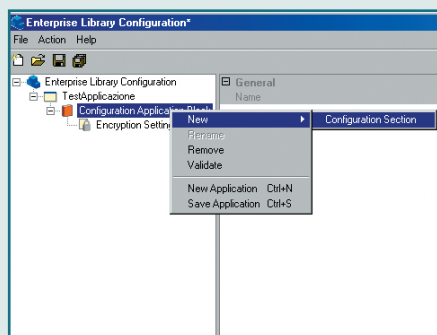 Enterprise Library Configuration*
File Action Help
Enterprise Library Configuration
TestApplicazione
Configuration Application Block
Encryption Setting
General
Name
New
Configuration Section
Rename
Remove
Validate
New Application Ctrl+N
Save Application Ctrl+S